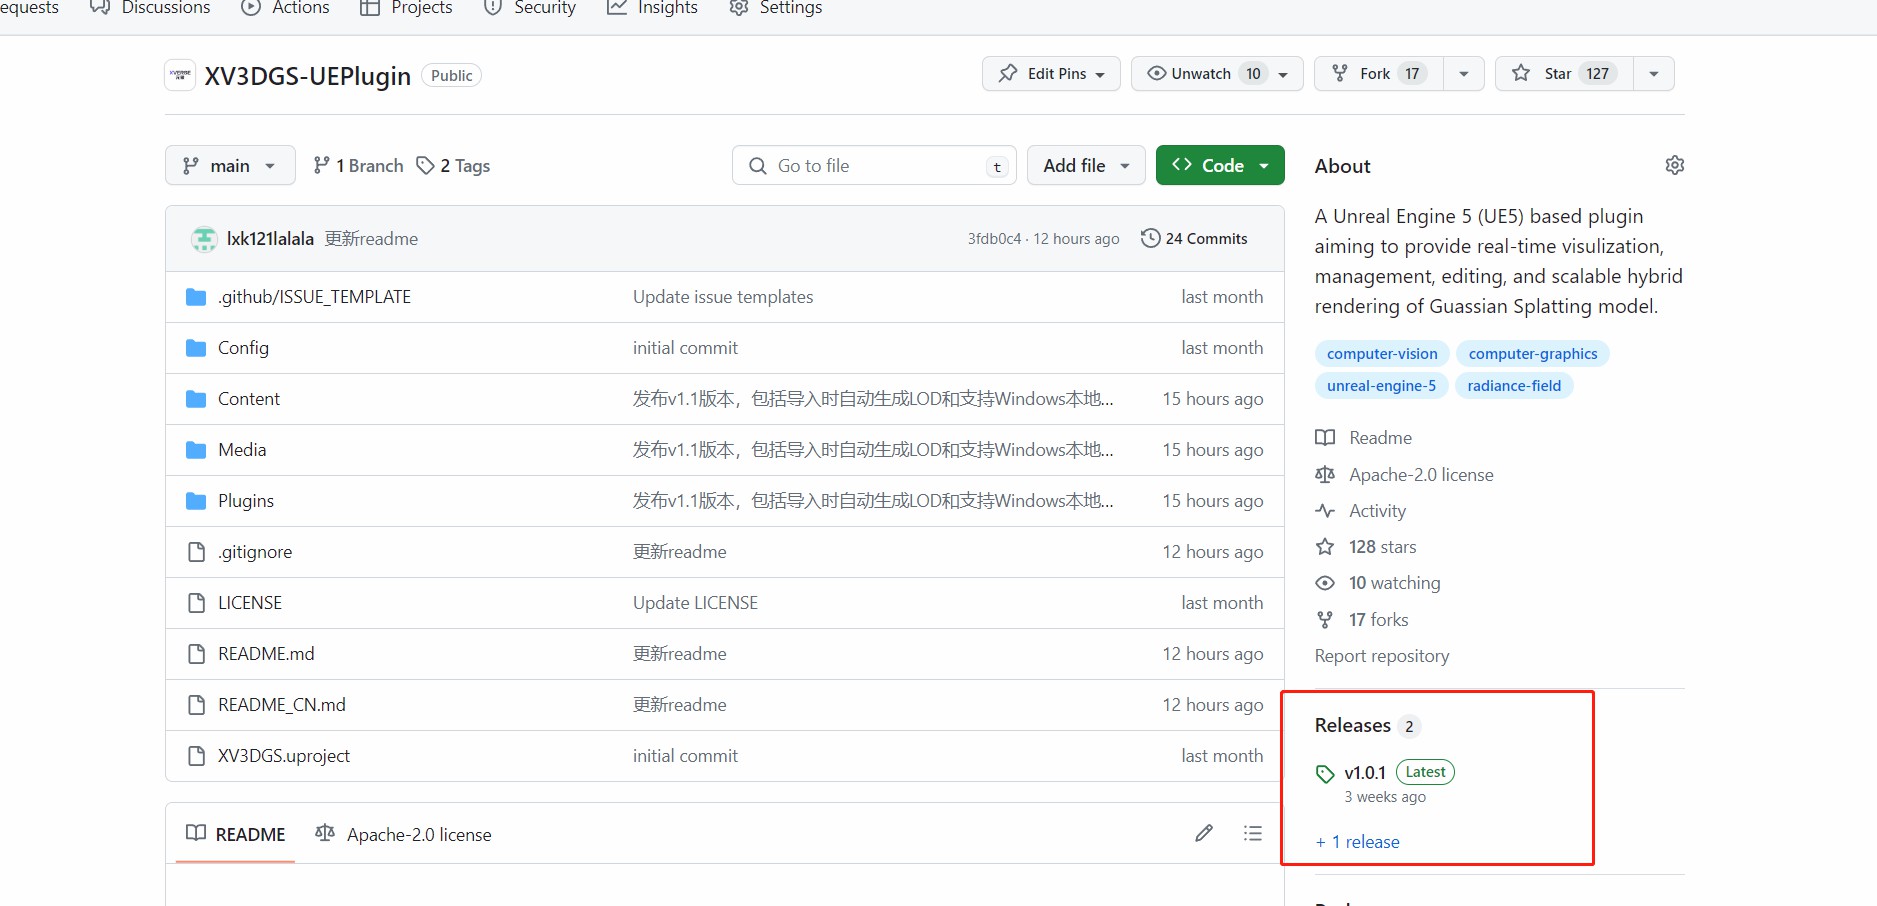 equests Discussions Actions Projects Security Insights Settings
XVERSE XV3DGS-UEPlugin Public Edit Pins Unwatch 10 Fork 17 Star 127
main 1 Branch 2 Tags Go to file t Add file Code
lxk121lalala 更新readme 3fdb0c4 · 12 hours ago 24 Commits
.github/ISSUE_TEMPLATE Update issue templates last month
Config initial commit last month
Content 发布v1.1版本，包括导入时自动生成LOD和支持Windows本地... 15 hours ago
Media 发布v1.1版本，包括导入时自动生成LOD和支持Windows本地... 15 hours ago
Plugins 发布v1.1版本，包括导入时自动生成LOD和支持Windows本地... 15 hours ago
.gitignore 更新readme 12 hours ago
LICENSE Update LICENSE last month
README.md 更新readme 12 hours ago
README_CN.md 更新readme 12 hours ago
XV3DGS.uproject initial commit last month
README Apache-2.0 license
About
A Unreal Engine 5 (UE5) based plugin
aiming to provide real-time visulization,
management, editing, and scalable hybrid
rendering of Guassian Splatting model.
computer-vision computer-graphics
unreal-engine-5 radiance-field
Readme
Apache-2.0 license
Activity
128 stars
10 watching
17 forks
Report repository
Releases 2
v1.0.1 Latest
3 weeks ago
+ 1 release